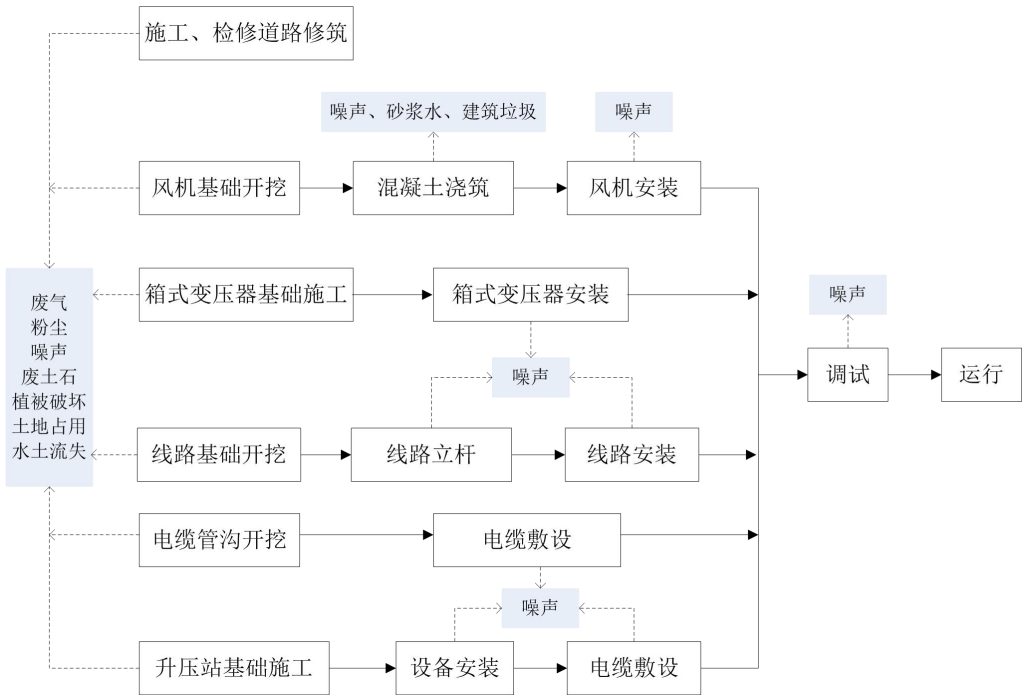 施工、检修道路修筑
噪声、砂浆水、建筑垃圾
噪声
风机基础开挖
混凝土浇筑
风机安装
箱式变压器基础施工
箱式变压器安装
噪声
废气
粉尘
噪声
废土石
植被破坏
土地占用
水土流失
噪声
调试
运行
线路基础开挖
线路立杆
线路安装
电缆管沟开挖
电缆敷设
噪声
升压站基础施工
设备安装
电缆敷设